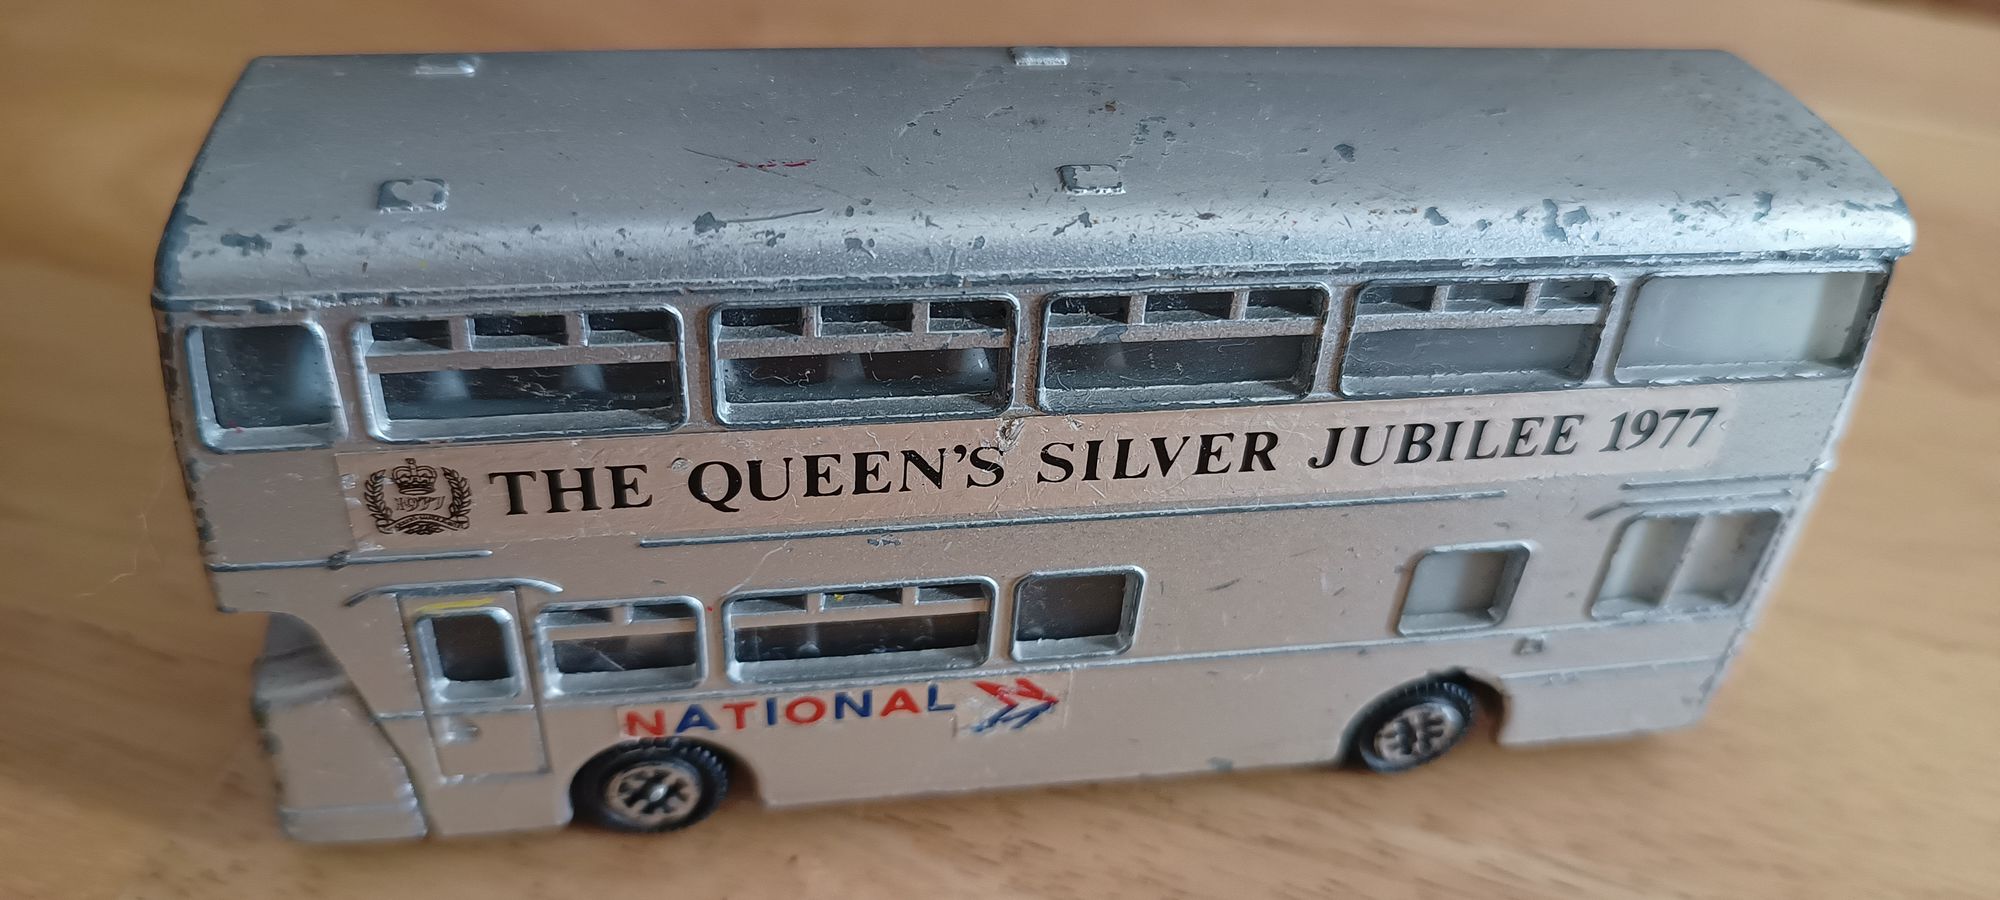 1977 THE QUEEN'S SILVER JUBILEE 1977
NATIONAL